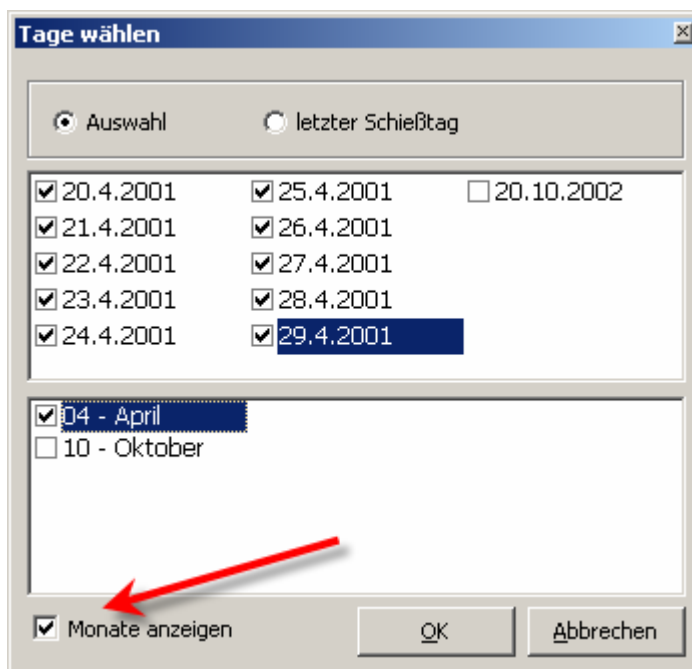 Tage wählen
Auswahl letzter Schießtag
20.4.2001 25.4.2001 20.10.2002
21.4.2001 26.4.2001
22.4.2001 27.4.2001
23.4.2001 28.4.2001
24.4.2001 29.4.2001
04 - April
10 - Oktober
Monate anzeigen OK Abbrechen